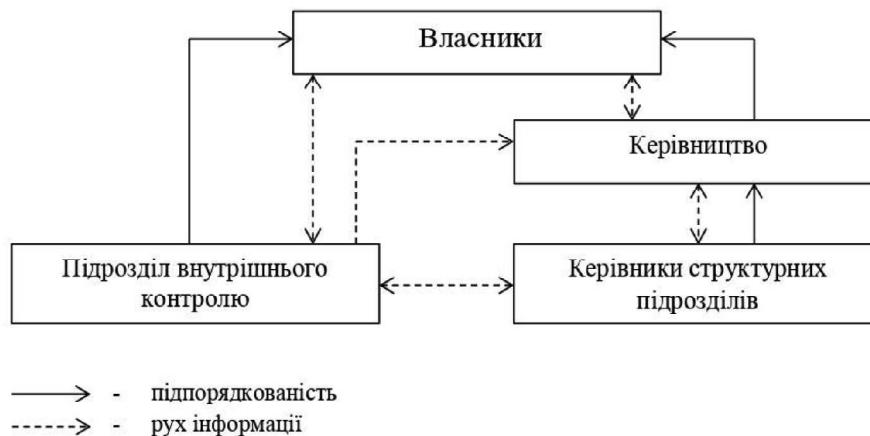 Власники
Керівництво
Підрозділ внутрішнього
контролю
Керівники структурних
підрозділів
- підпорядкованість
- рух інформації